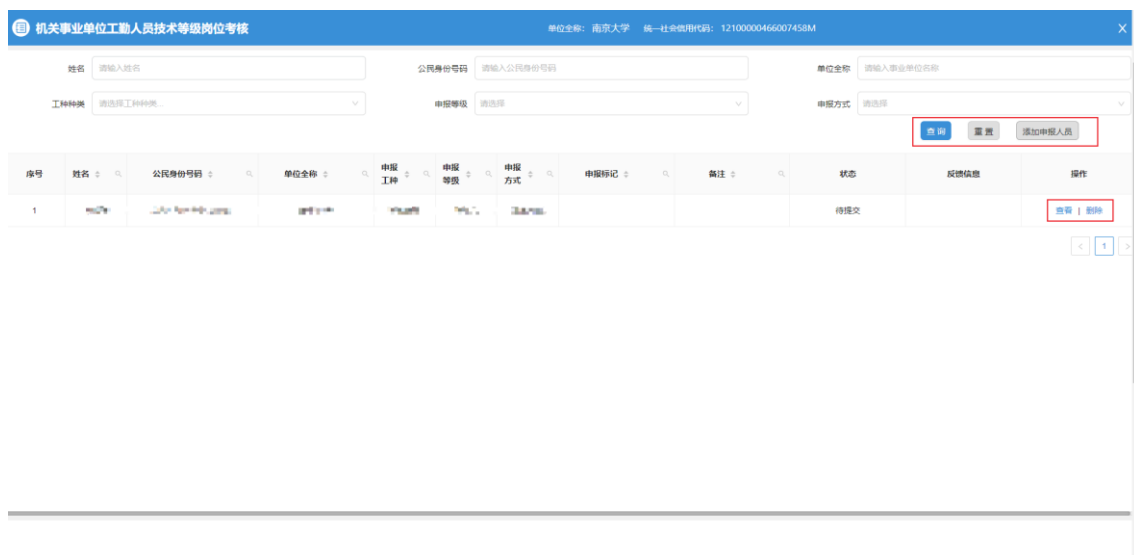 机关事业单位工勤人员技术等级岗位考核 单位全称：南京大学 统一社会信用代码：12100000466007458M X
姓名 请输入姓名 公民身份号码 请输入公民身份号码 单位全称 请输入事业单位名称
工种种类 请选择工种种类... 申报等级 请选择 申报方式 请选择
查询 重置 添加申报人员
序号 姓名 公民身份号码 单位全称 申报工种 申报等级 申报方式 申报标记 备注 状态 反馈信息 操作
1 待提交 查看 | 删除
< 1 >